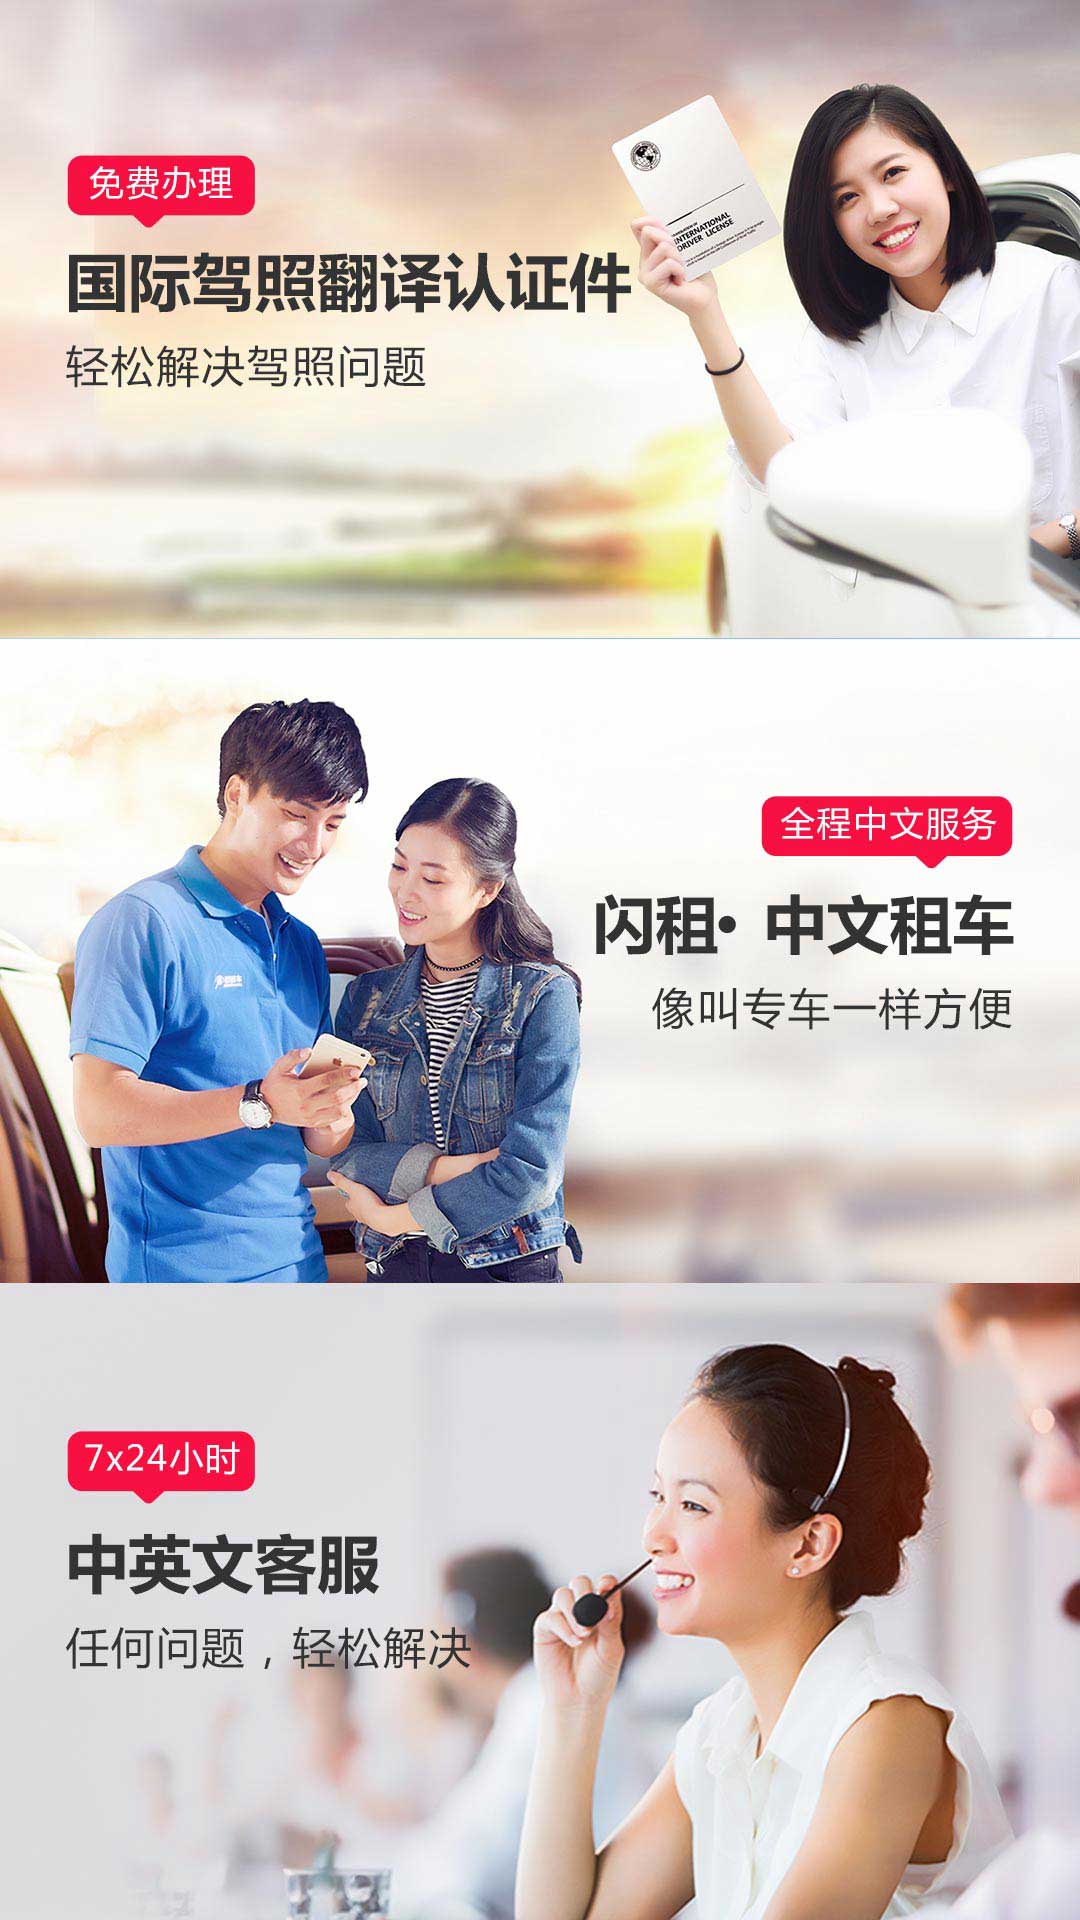 免费办理
国际驾照翻译认证件
轻松解决驾照问题
INTERNATIONAL
DRIVER LICENSE
全程中文服务
闪租·中文租车
像叫专车一样方便
7x24小时
中英文客服
任何问题，轻松解决